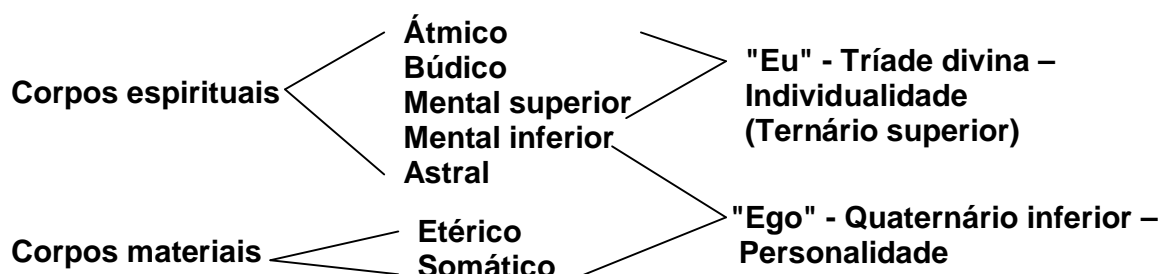 Corpos espirituais
Átmico
Búdico
Mental superior
Mental inferior
Astral
"Eu" - Tríade divina –
Individualidade
(Ternário superior)
Corpos materiais
Etérico
Somático
"Ego" - Quaternário inferior –
Personalidade